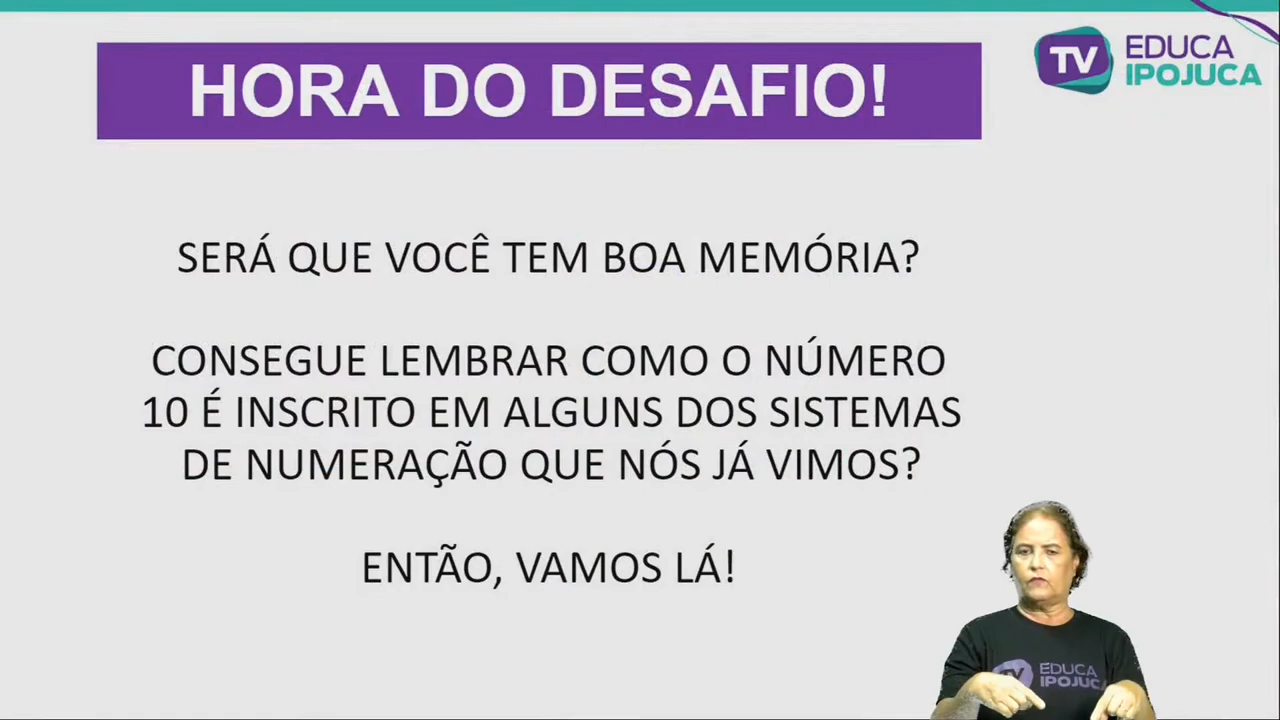 HORA DO DESAFIO!
TV EDUCA
IPOJUCA
SERÁ QUE VOCÊ TEM BOA MEMÓRIA?
CONSEGUE LEMBRAR COMO O NÚMERO
10 É INSCRITO EM ALGUNS DOS SISTEMAS
DE NUMERAÇÃO QUE NÓS JÁ VIMOS?
ENTÃO, VAMOS LÁ!
TV EDUCA
IPOJUCA